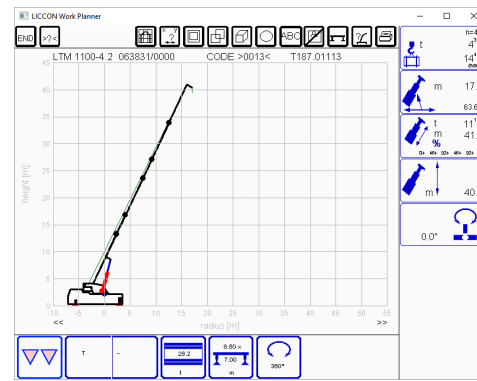 LICCON Work Planner
END >?< x y ABC
LTM 1100-4.2 063831/0000 CODE >0013< T187.01113
45
40
35
30
25
20
15
10
5
0
height [m]
-10 -5 0 5 10 15 20 25 30 35 40 45 50 55
<< radius [m] >>
n=4
t
m 17.
63.6
t 11
m 41.
%
m 40.
0.0°
T --
28.2
t
8.50 x
7.00
m
360°